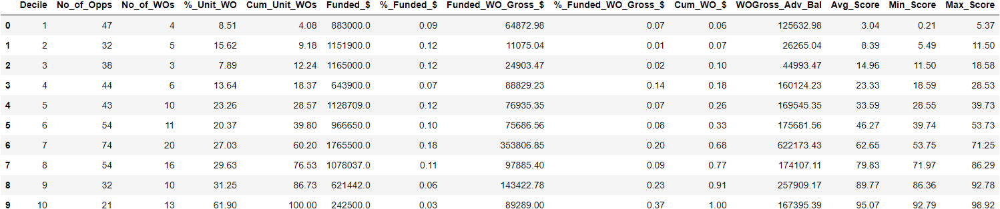 Decile No_of_Opps No_of_WOs %_Unit_WO Cum_Unit_WOs Funded_$ %_Funded_$ Funded_WO_Gross_$ %_Funded_WO_Gross_$ Cum_WO_$ WOGross_Adv_Bal Avg_Score Min_Score Max_Score
0 1 47 4 8.51 4.08 883000.0 0.09 64872.98 0.07 0.06 125632.98 3.04 0.21 5.37
1 2 32 5 15.62 9.18 1151900.0 0.12 11075.04 0.01 0.07 26265.04 8.39 5.49 11.50
2 3 38 3 7.89 12.24 1165000.0 0.12 24903.47 0.02 0.10 44993.47 14.96 11.50 18.58
3 4 44 6 13.64 18.37 643900.0 0.07 88829.23 0.14 0.18 160124.23 23.33 18.59 28.53
4 5 43 10 23.26 28.57 1128709.0 0.12 76935.35 0.07 0.26 169545.35 33.59 28.55 39.73
5 6 54 11 20.37 39.80 966650.0 0.10 75686.56 0.08 0.33 175681.56 46.27 39.74 53.73
6 7 74 20 27.03 60.20 1765500.0 0.18 353806.85 0.20 0.68 622173.43 62.65 53.75 71.25
7 8 54 16 29.63 76.53 1078037.0 0.11 97885.40 0.09 0.77 174107.11 79.83 71.97 86.29
8 9 32 10 31.25 86.73 621442.0 0.06 143422.78 0.23 0.91 257909.17 89.77 86.36 92.78
9 10 21 13 61.90 100.00 242500.0 0.03 89289.00 0.37 1.00 167395.39 95.07 92.79 98.92